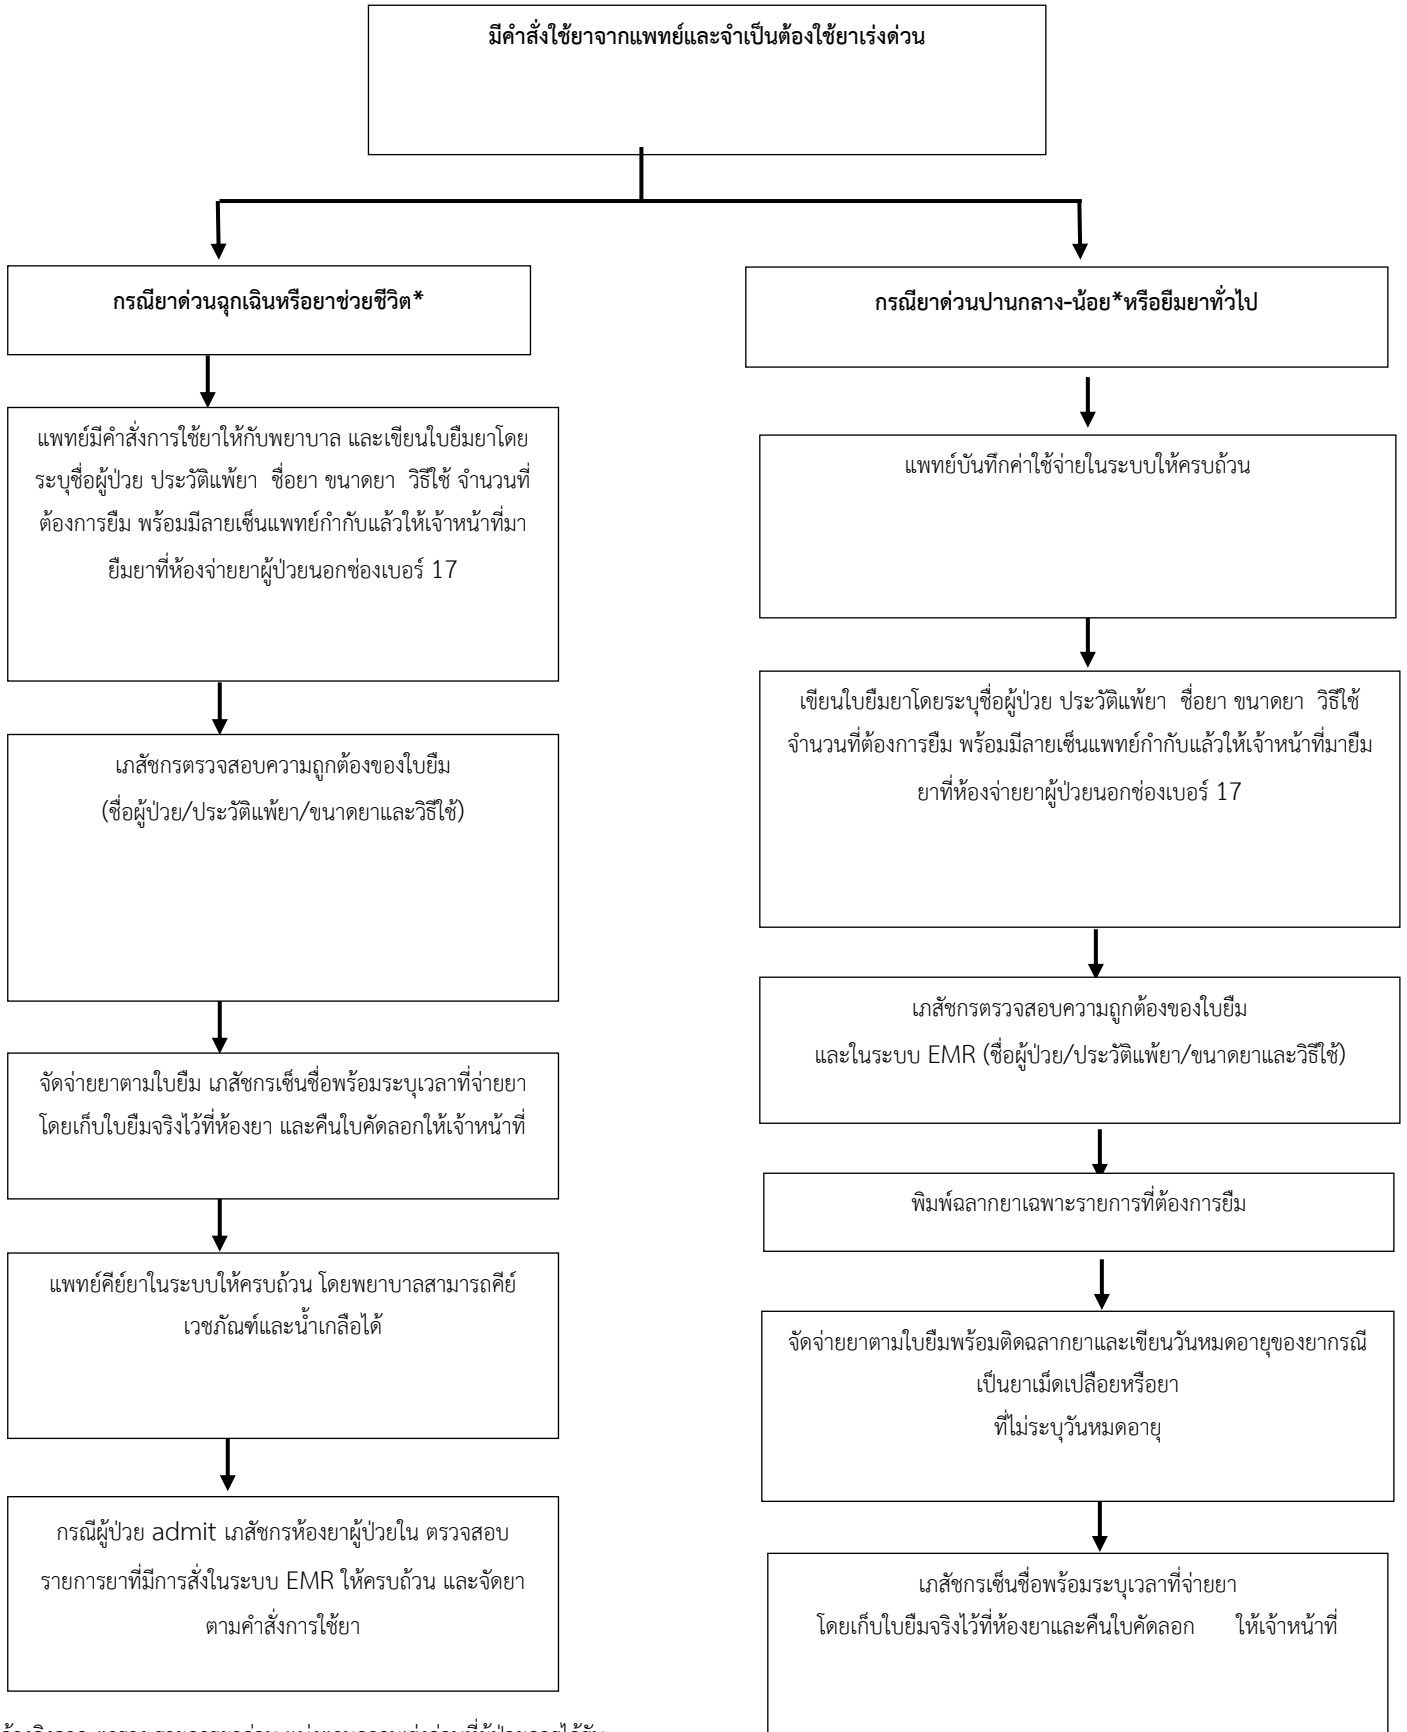 มีคำสั่งใช้ยาจากแพทย์และจำเป็นต้องใช้ยาเร่งด่วน
กรณียาด่วนฉุกเฉินหรือยาช่วยชีวิต*
แพทย์มีคำสั่งการใช้ยาให้กับพยาบาล และเขียนใบยืมยาโดย
ระบุชื่อผู้ป่วย ประวัติแพ้ยา ชื่อยา ขนาดยา วิธีใช้ จำนวนที่
ต้องการยืม พร้อมมีลายเซ็นแพทย์กำกับแล้วให้เจ้าหน้าที่มา
ยืมยาที่ห้องจ่ายยาผู้ป่วยนอกช่องเบอร์ 17
เภสัชกรตรวจสอบความถูกต้องของใบยืม
(ชื่อผู้ป่วย/ประวัติแพ้ยา/ขนาดยาและวิธีใช้)
จัดจ่ายยาตามใบยืม เภสัชกรเซ็นชื่อพร้อมระบุเวลาที่จ่ายยา
โดยเก็บใบยืมจริงไว้ที่ห้องยา และคืนใบคัดลอกให้เจ้าหน้าที่
แพทย์คีย์ยาในระบบให้ครบถ้วน โดยพยาบาลสามารถคีย์
เวชภัณฑ์และน้ำเกลือได้
กรณีผู้ป่วย admit เภสัชกรห้องยาผู้ป่วยใน ตรวจสอบ
รายการยาที่มีการสั่งในระบบ EMR ให้ครบถ้วน และจัดยา
ตามคำสั่งการใช้ยา
กรณียาด่วนปานกลาง-น้อย*หรือยืมยาทั่วไป
แพทย์บันทึกค่าใช้จ่ายในระบบให้ครบถ้วน
เขียนใบยืมยาโดยระบุชื่อผู้ป่วย ประวัติแพ้ยา ชื่อยา ขนาดยา วิธีใช้
จำนวนที่ต้องการยืม พร้อมมีลายเซ็นแพทย์กำกับแล้วให้เจ้าหน้าที่มายืม
ยาที่ห้องจ่ายยาผู้ป่วยนอกช่องเบอร์ 17
เภสัชกรตรวจสอบความถูกต้องของใบยืม
และในระบบ EMR (ชื่อผู้ป่วย/ประวัติแพ้ยา/ขนาดยาและวิธีใช้)
พิมพ์ฉลากยาเฉพาะรายการที่ต้องการยืม
จัดจ่ายยาตามใบยืมพร้อมติดฉลากยาและเขียนวันหมดอายุของยากรณี
เป็นยาเม็ดเปลือยหรือยา
ที่ไม่ระบุวันหมดอายุ
เภสัชกรเซ็นชื่อพร้อมระบุเวลาที่จ่ายยา
โดยเก็บใบยืมจริงไว้ที่ห้องยาและคืนใบคัดลอก ให้เจ้าหน้าที่